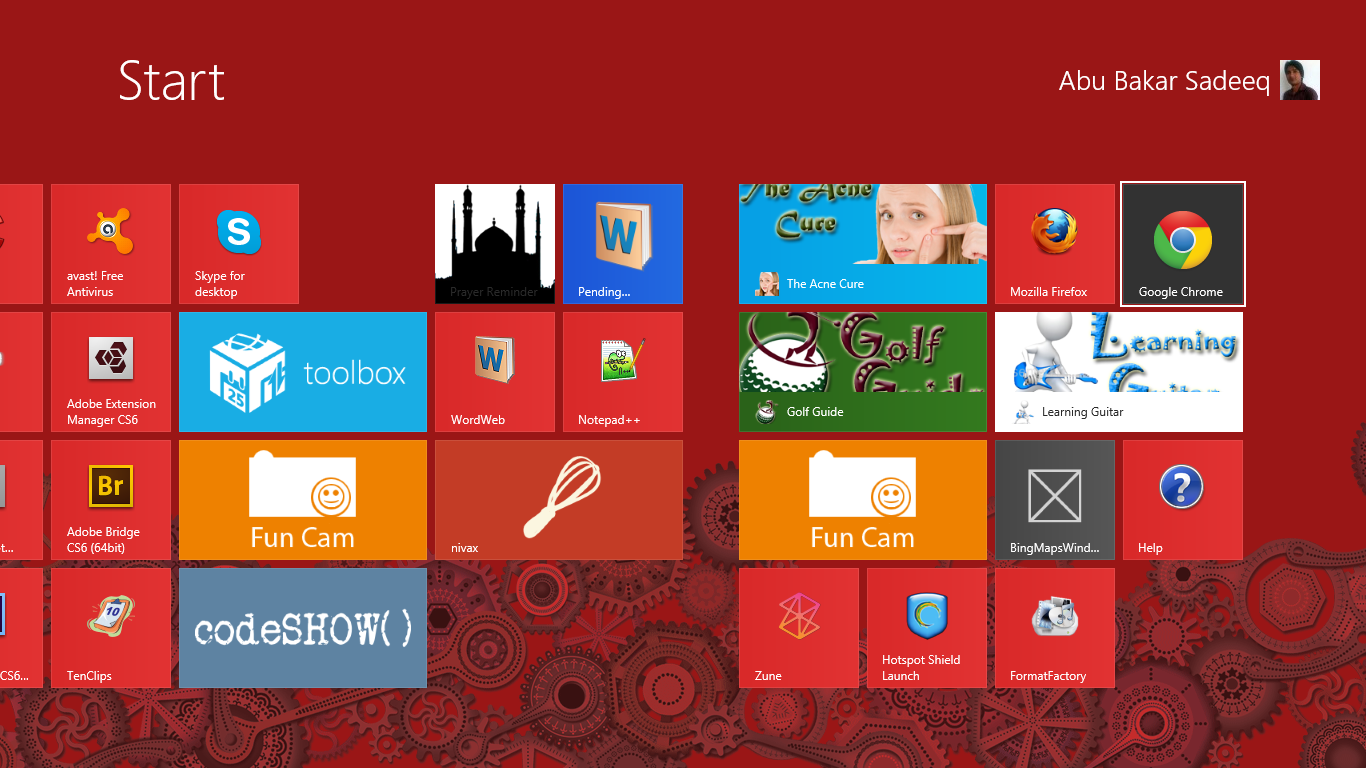 Start
Abu Bakar Sadeeq
avast! Free
Antivirus
Skype for
desktop
Prayer Reminder
W
Pending...
The Acne
Cure
The Acne Cure
Mozilla Firefox
Google Chrome
Adobe Extension
Manager CS6
25
toolbox
W
WordWeb
Notepad++
Golf
Guide
Golf Guide
Learning
Guitar
Learning Guitar
t...
Br
Adobe Bridge
CS6 (64bit)
Fun Cam
nivax
Fun Cam
BingMapsWind...
?
Help
CS6...
10
TenClips
codeSHOW()
Zune
Hotspot Shield
Launch
FormatFactory